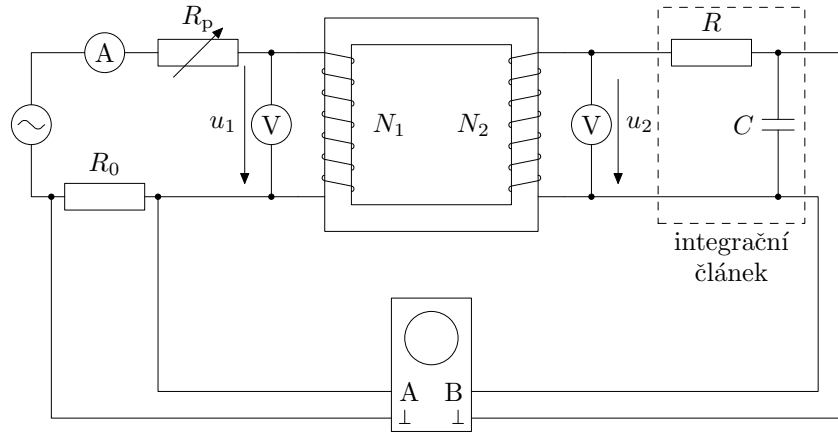 R_p
R
A
u_1
V
N_1
N_2
V
u_2
C
R_0
integrační
článek
A B
⊥ ⊥